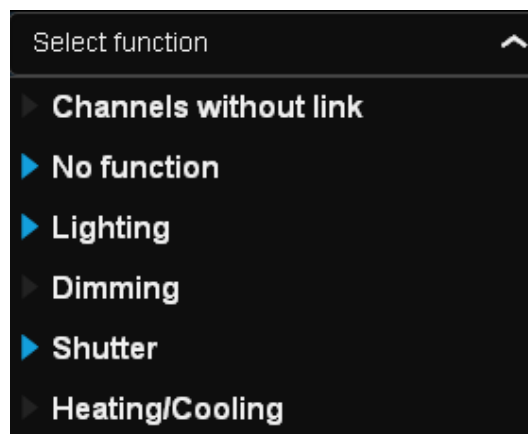 Select function
Channels without link
No function
Lighting
Dimming
Shutter
Heating/Cooling